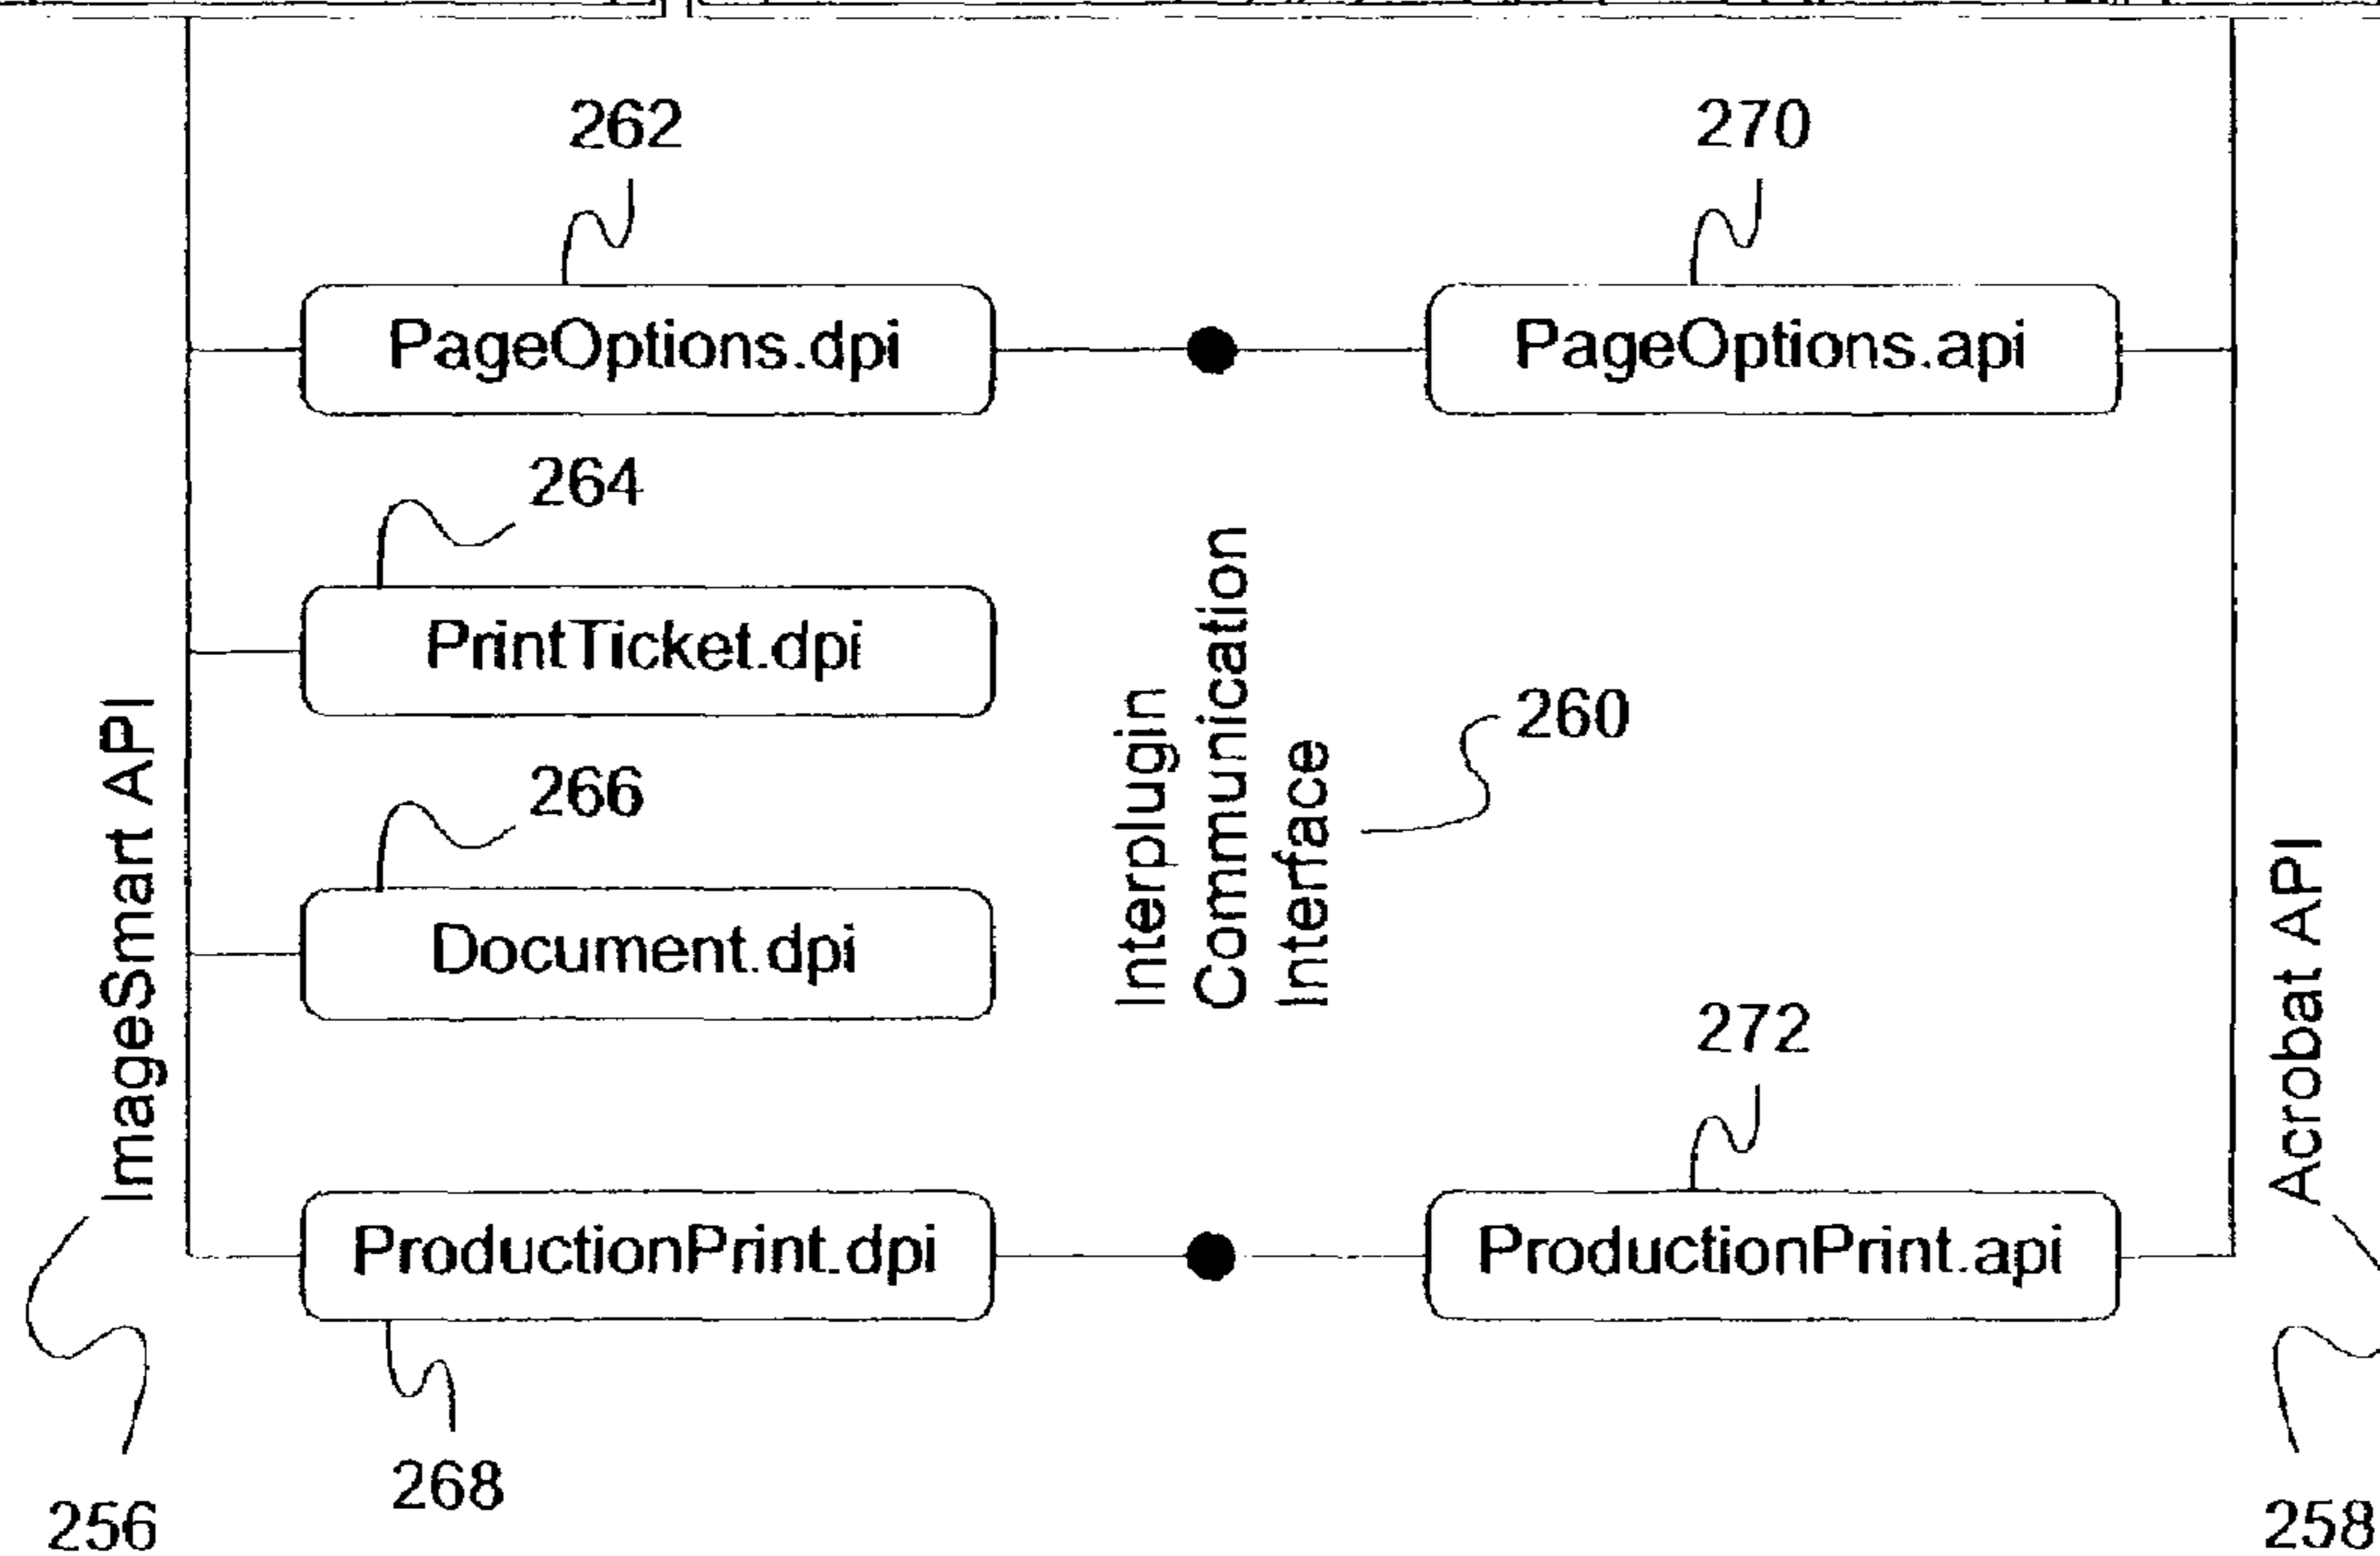 262
270
PageOptions.dpi
PageOptions.api
264
PrintTicket.dpi
Interplugin
Communication
Interface
260
266
Document.dpi
ImageSmart API
Acrobat API
272
ProductionPrint.dpi
ProductionPrint.api
268
256
258